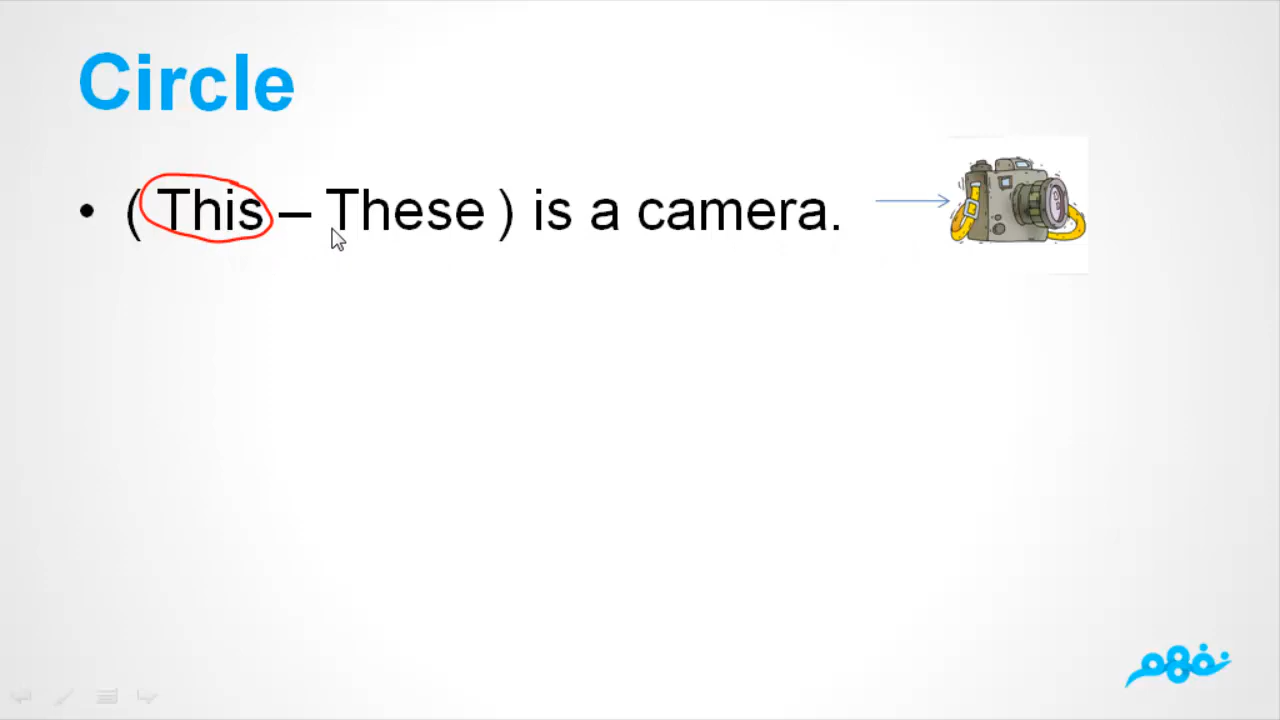 Circle
• ( This – These ) is a camera.
نفهم